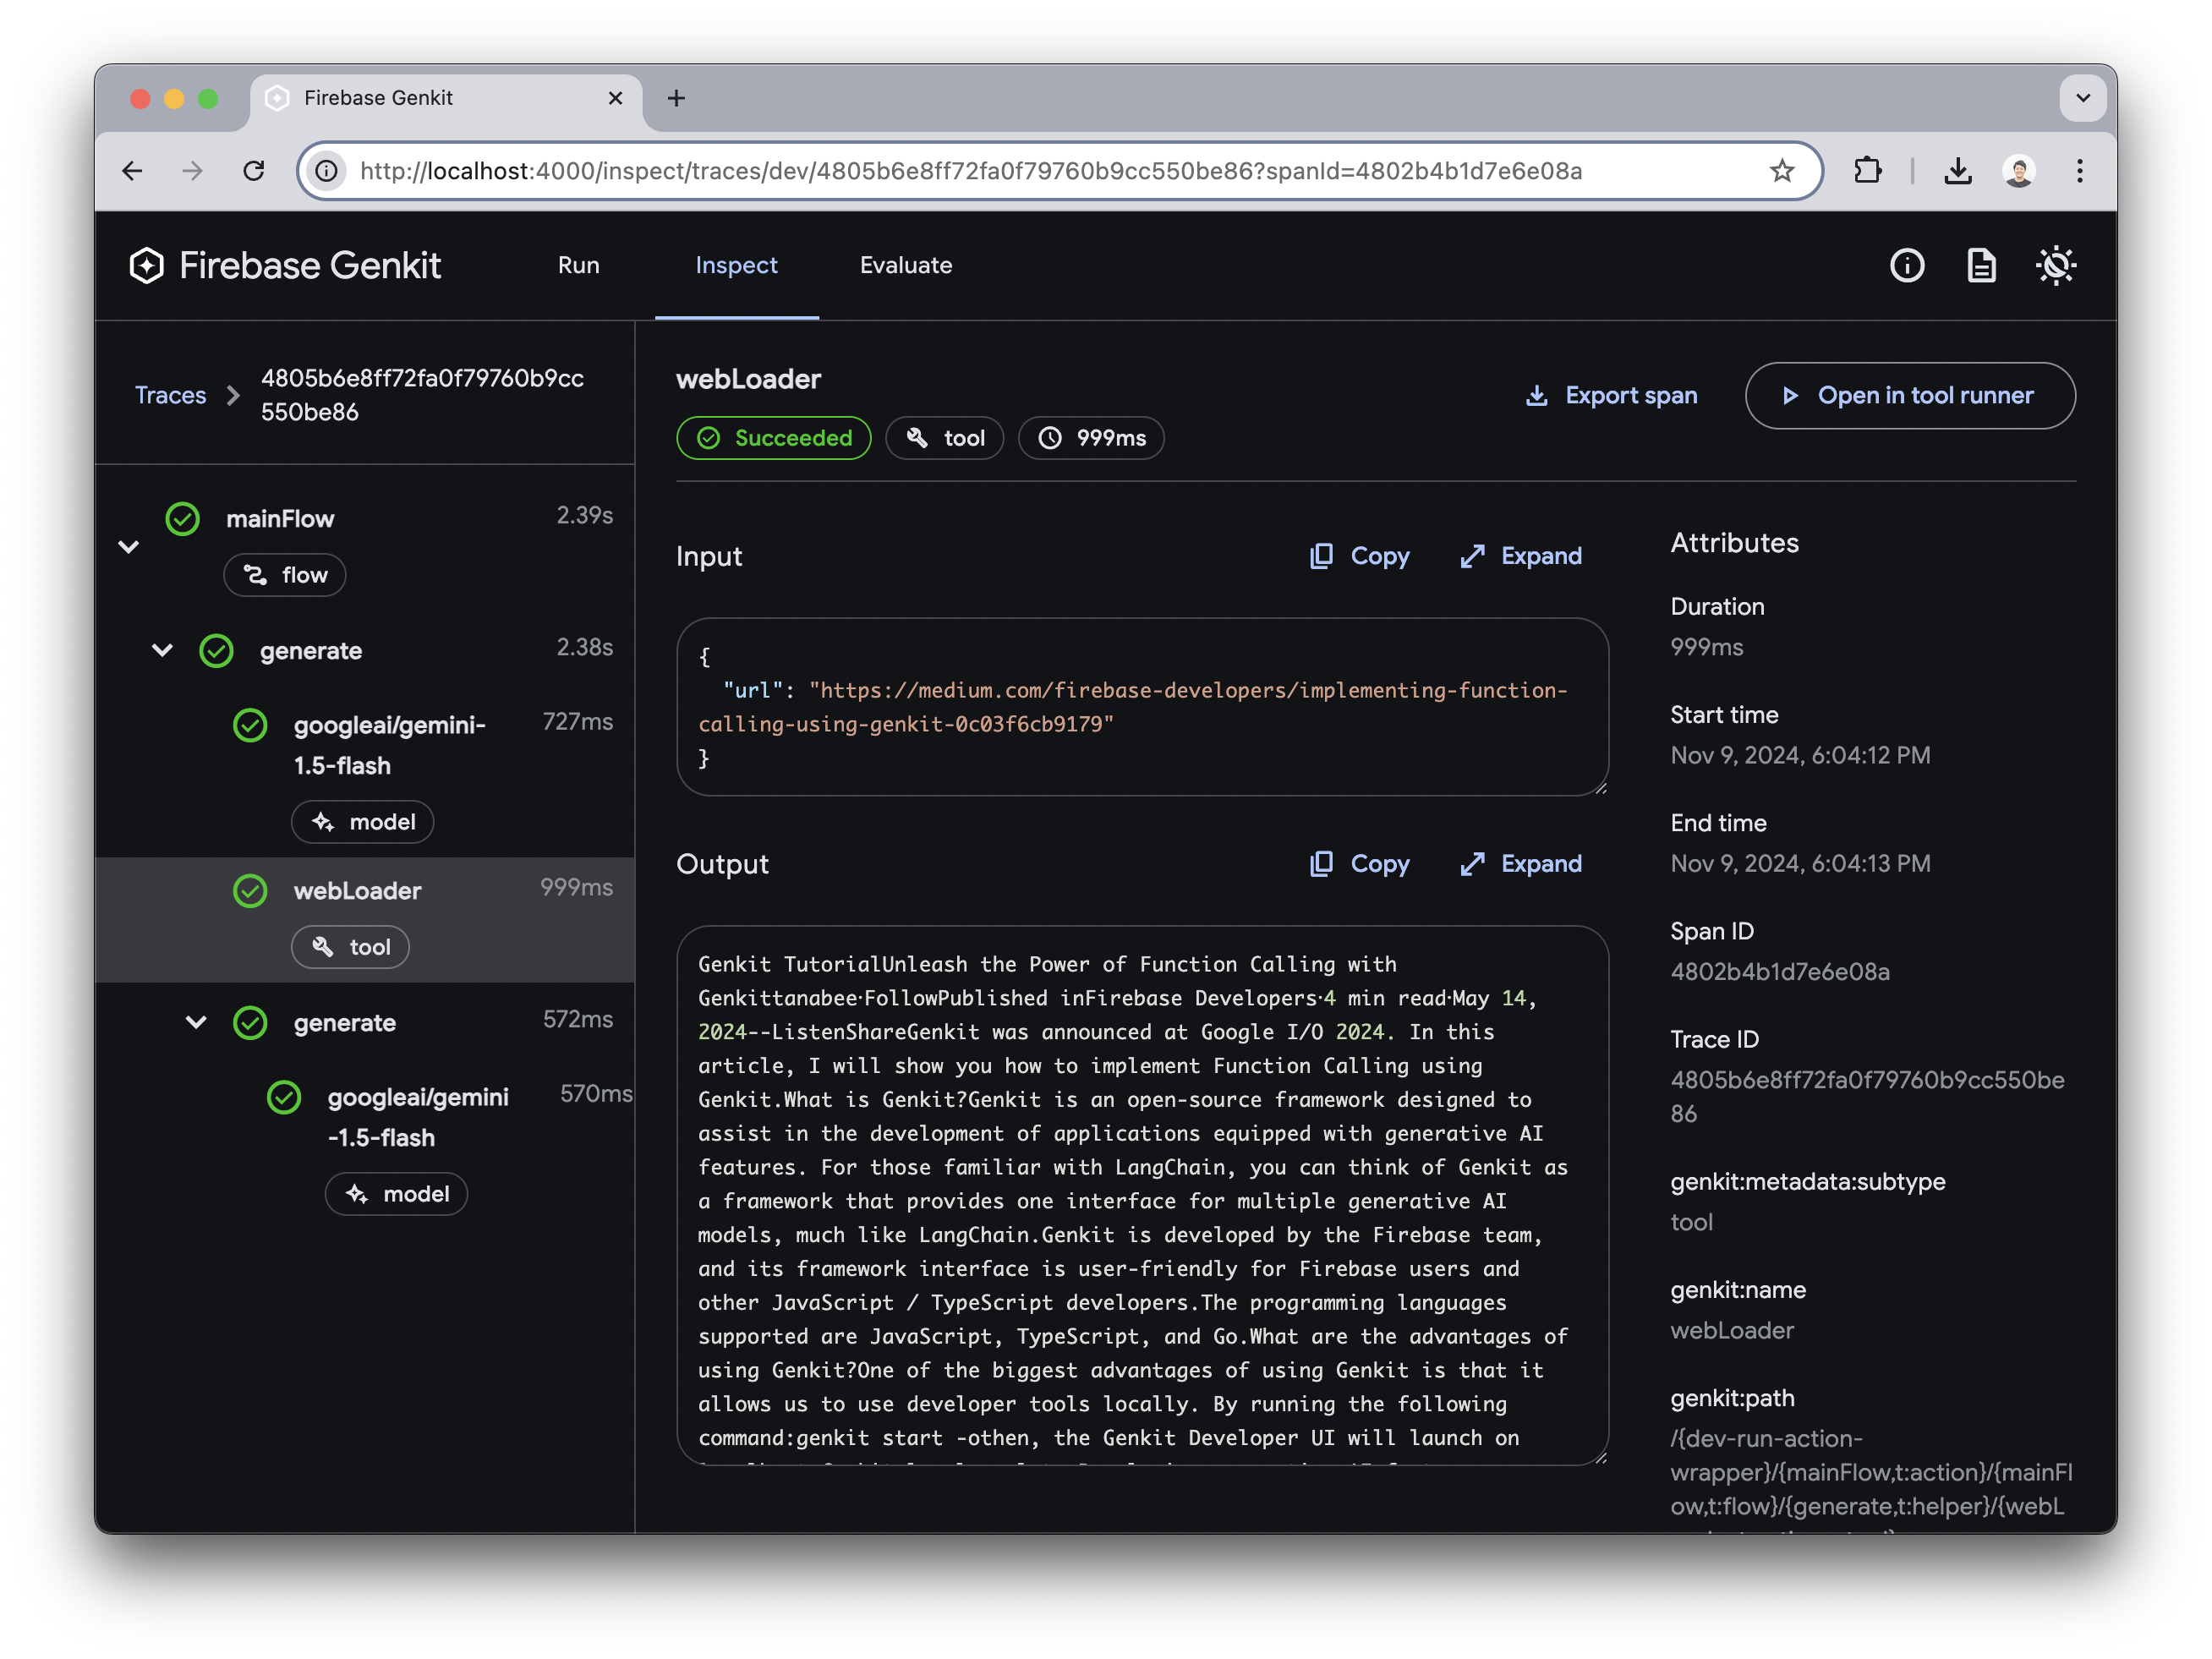 Firebase Genkit
http://localhost:4000/inspect/traces/dev/4805b6e8ff72fa0f79760b9cc550be86?spanId=4802b4b1d7e6e08a
Firebase Genkit
Run
Inspect
Evaluate
Traces
4805b6e8ff72fa0f79760b9cc
550be86
mainFlow
2.39s
flow
generate
2.38s
googleai/gemini-
1.5-flash
727ms
model
webLoader
999ms
tool
generate
572ms
googleai/gemini
-1.5-flash
570ms
model
webLoader
Succeeded
tool
999ms
Export span
Open in tool runner
Input
Copy
Expand
{
"url": "https://medium.com/firebase-developers/implementing-function-
calling-using-genkit-0c03f6cb9179"
}
Output
Copy
Expand
Genkit TutorialUnleash the Power of Function Calling with
Genkittanabee·FollowPublished inFirebase Developers·4 min read·May 14,
2024--ListenShareGenkit was announced at Google I/O 2024. In this
article, I will show you how to implement Function Calling using
Genkit.What is Genkit?Genkit is an open-source framework designed to
assist in the development of applications equipped with generative AI
features. For those familiar with LangChain, you can think of Genkit as
a framework that provides one interface for multiple generative AI
models, much like LangChain.Genkit is developed by the Firebase team,
and its framework interface is user-friendly for Firebase users and
other JavaScript / TypeScript developers.The programming languages
supported are JavaScript, TypeScript, and Go.What are the advantages of
using Genkit?One of the biggest advantages of using Genkit is that it
allows us to use developer tools locally. By running the following
command:genkit start -othen, the Genkit Developer UI will launch on
Attributes
Duration
999ms
Start time
Nov 9, 2024, 6:04:12 PM
End time
Nov 9, 2024, 6:04:13 PM
Span ID
4802b4b1d7e6e08a
Trace ID
4805b6e8ff72fa0f79760b9cc550be
86
genkit:metadata:subtype
tool
genkit:name
webLoader
genkit:path
/{dev-run-action-
wrapper}/{mainFlow,t:action}/{mainFl
ow,t:flow}/{generate,t:helper}/{webL